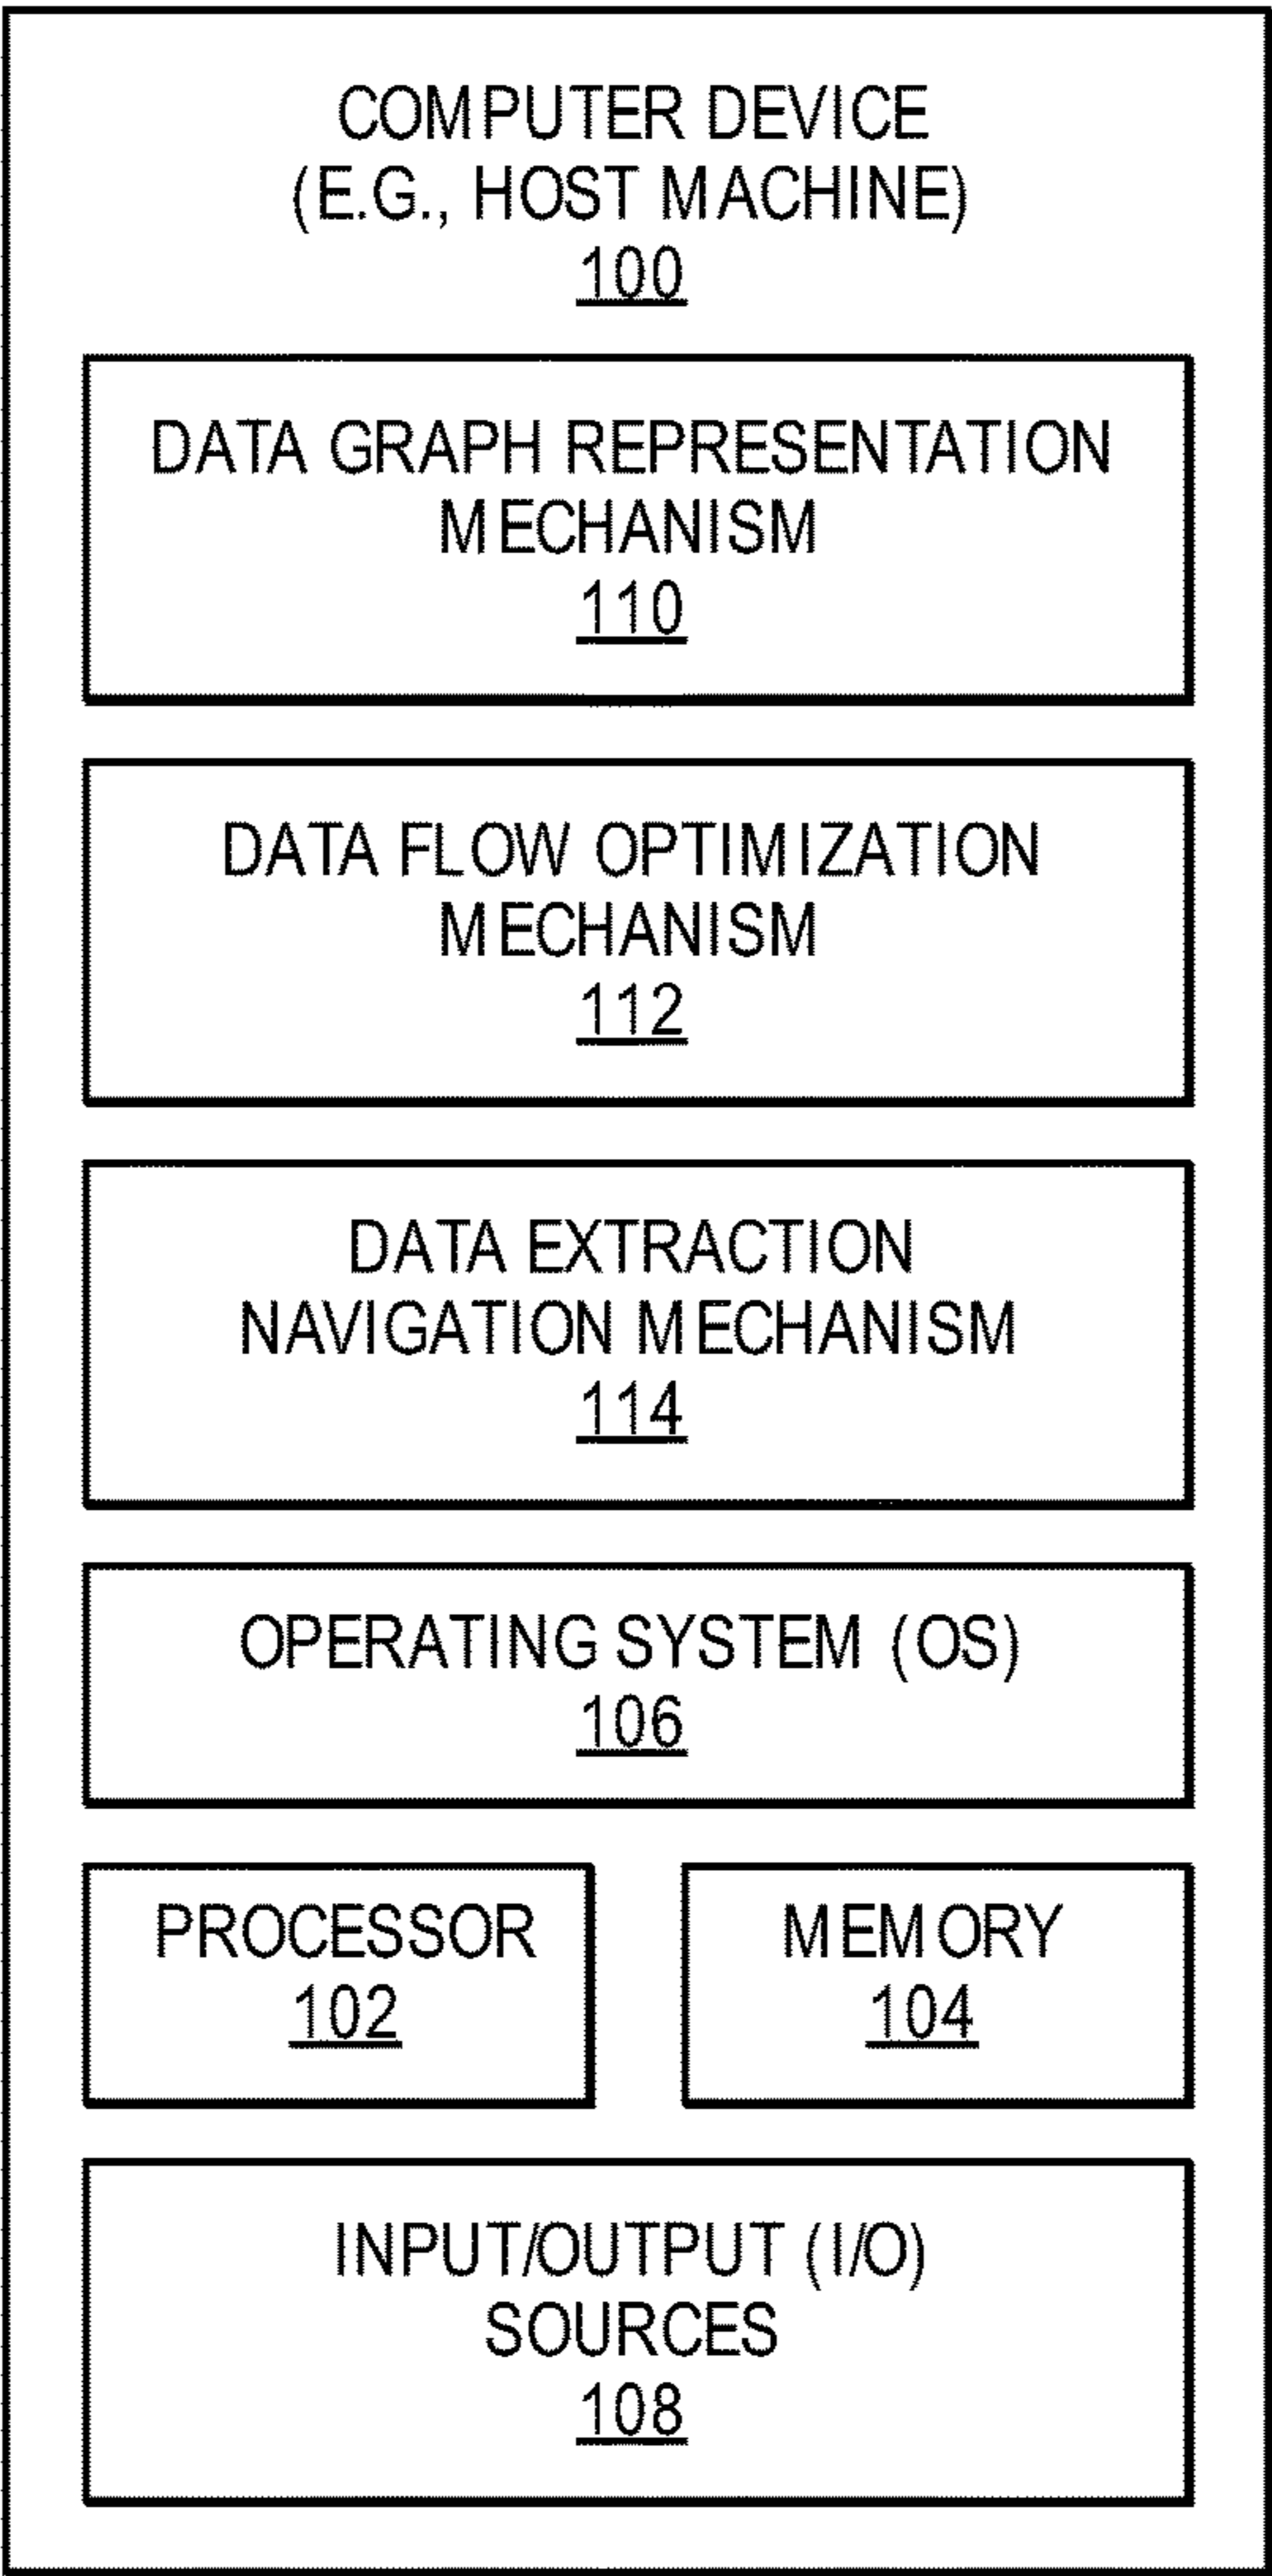 COMPUTER DEVICE
(E.G., HOST MACHINE)
100
DATA GRAPH REPRESENTATION
MECHANISM
110
DATA FLOW OPTIMIZATION
MECHANISM
112
DATA EXTRACTION
NAVIGATION MECHANISM
114
OPERATING SYSTEM (OS)
106
PROCESSOR
102
MEMORY
104
INPUT/OUTPUT (I/O)
SOURCES
108